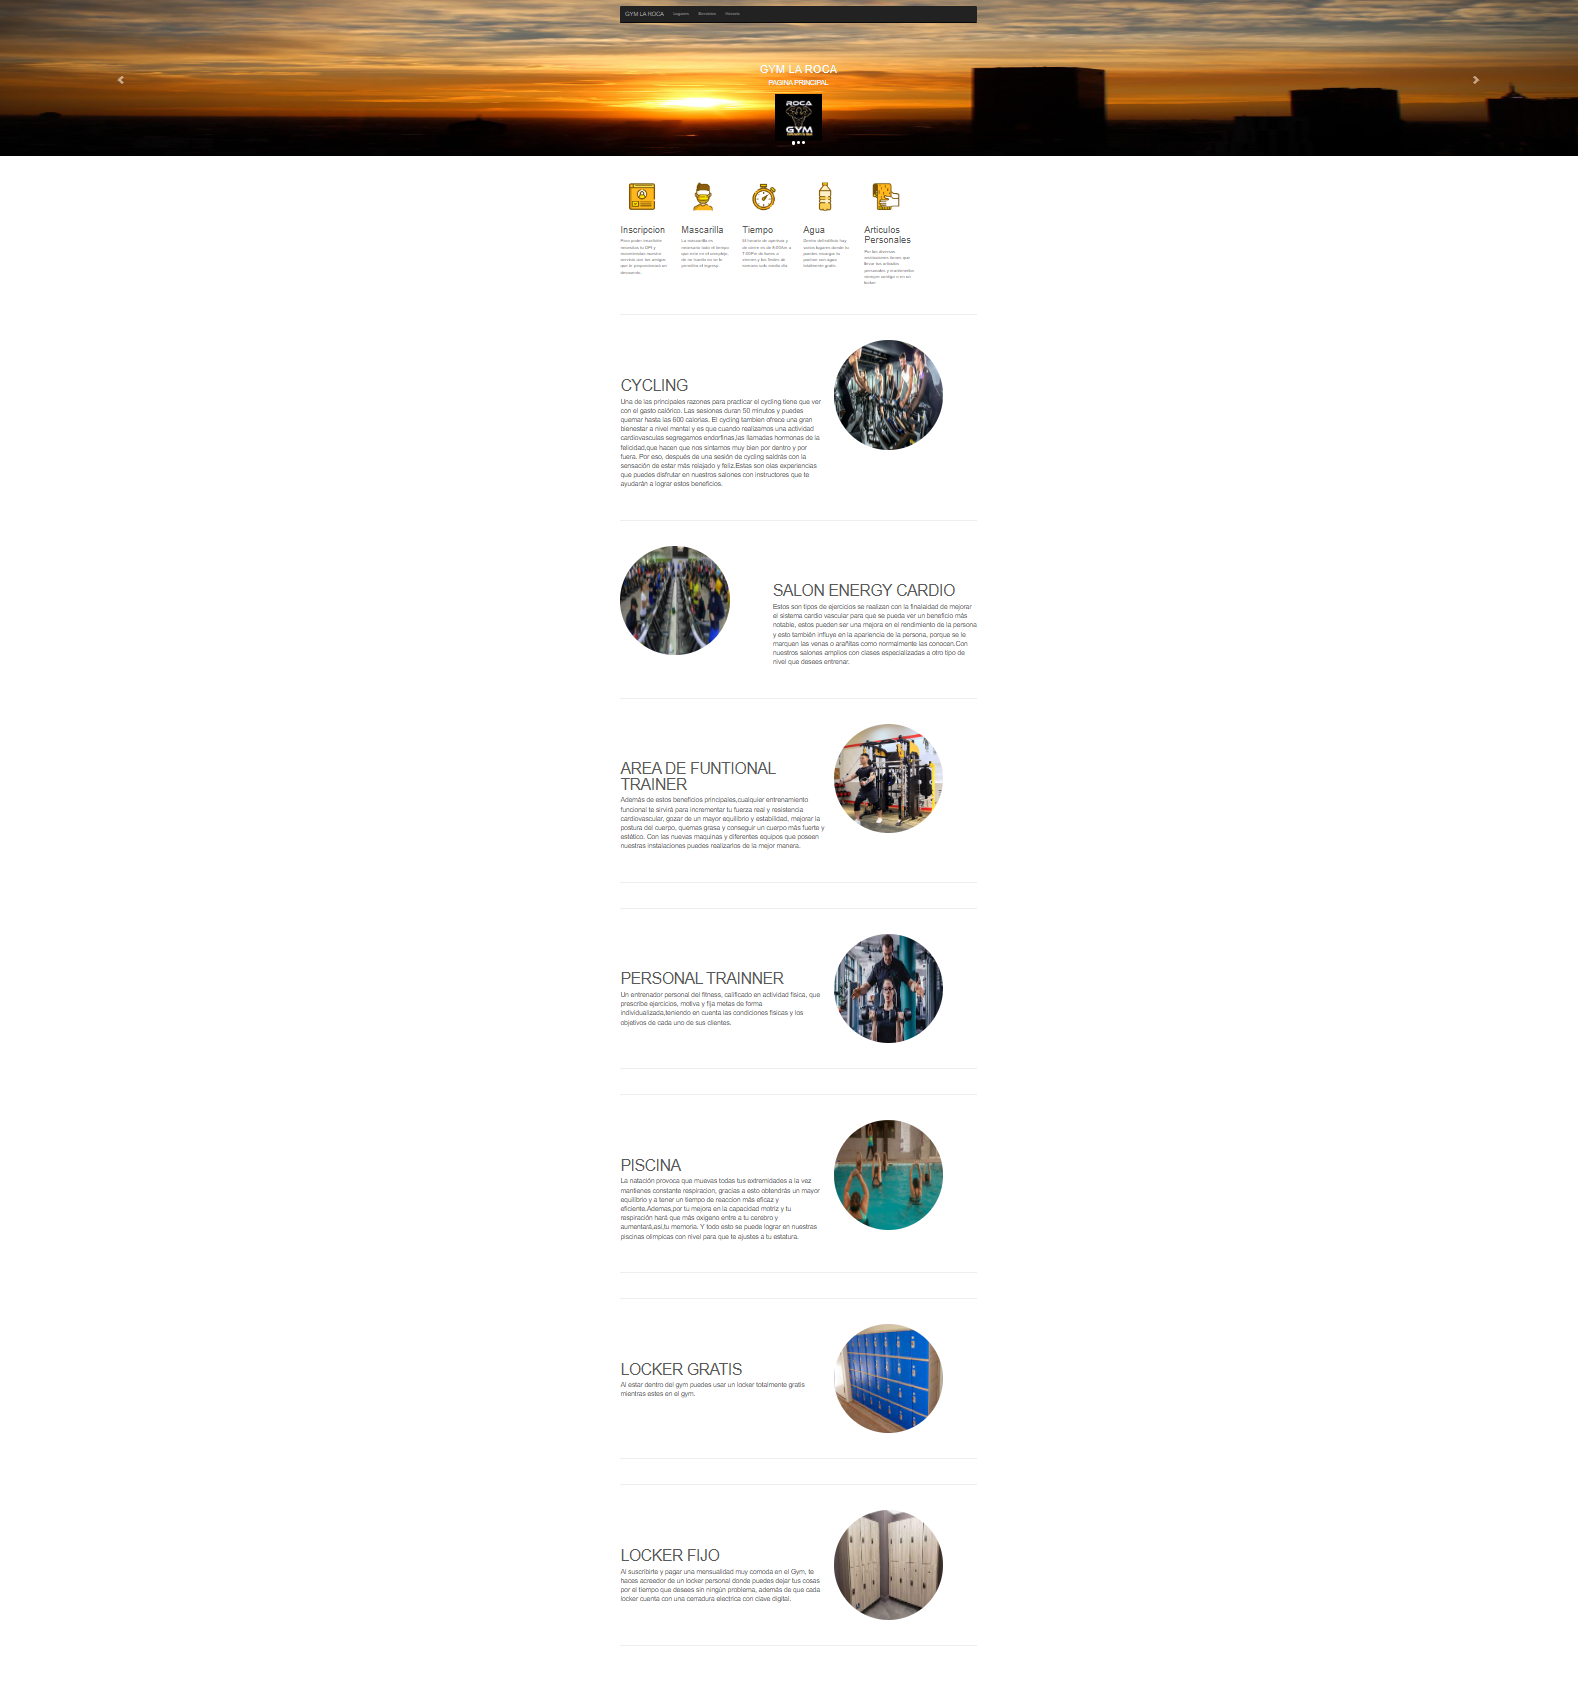 GYM LA ROCA
GYM LA ROCA
PAGINA PRINCIPAL
ROCA
GYM
Inscripcion
Mascarilla
Tiempo
Agua
Articulos
Personales
CYCLING
Una de las principales razones para practicar el cycling tiene que ver
con el gasto calórico. Las sesiones duran 50 minutos y puedes
quemar hasta las 600 calorias. El cycling tambien ofrece una gran
bienestar a nivel mental y es que cuando realizamos una actividad
cardiovasculas segregamos endorfinas,las llamadas hormonas de la
felicidad,que hacen que nos sintamos muy bien por dentro y por
fuera. Por eso, después de una sesión de cycling saldrás con la
sensación de estar más relajado y feliz.Estas son olas experiencias
que puedes disfrutar en nuestros salones con instructores que te
ayudarán a lograr estos beneficios.
SALON ENERGY CARDIO
Estos son tipos de ejercicios se realizan con la finalaidad de mejorar
el sistema cardio vascular para que se pueda ver un beneficio más
notable, estos pueden ser una mejora en el rendimiento de la persona
y esto también influye en la apariencia de la persona, porque se le
marquen las venas o arañitas como normalmente las conocen.Con
nuestros salones amplios con clases especializadas a otro tipo de
nivel que desees entrenar.
AREA DE FUNTIONAL
TRAINER
Además de estos beneficios principales,cualquier entrenamiento
funcional te sirvirá para incrementar tu fuerza real y resistencia
cardiovascular, gozar de un mayor equilibrio y estabilidad, mejorar la
postura del cuerpo, quemas grasa y conseguir un cuerpo más fuerte y
estético. Con las nuevas maquinas y diferentes equipos que poseen
nuestras instalaciones puedes realizarlos de la mejor manera.
PERSONAL TRAINNER
Un entrenador personal del fitness, calificado en actividad física, que
prescribe ejercicios, motiva y fija metas de forma
individualizada,teniendo en cuenta las condiciones físicas y los
objetivos de cada uno de sus clientes.
PISCINA
La natación provoca que muevas todas tus extremidades a la vez
mantienes constante respiracion, gracias a esto obtendrás un mayor
equilibrio y a tener un tiempo de reaccion más eficaz y
eficiente.Ademas,por tu mejora en la capacidad motriz y tu
respiración hará que más oxigeno entre a tu cerebro y
aumentará,asi,tu memoria. Y todo esto se puede lograr en nuestras
piscinas olimpicas con nivel para que te ajustes a tu estatura.
LOCKER GRATIS
Al estar dentro del gym puedes usar un locker totalmente gratis
mientras estes en el gym.
LOCKER FIJO
Al suscribirte y pagar una mensualidad muy comoda en el Gym, te
haces acreedor de un locker personal donde puedes dejar tus cosas
por el tiempo que desees sin ningún problema, además de que cada
locker cuenta con una cerradura electrica con clave digital.